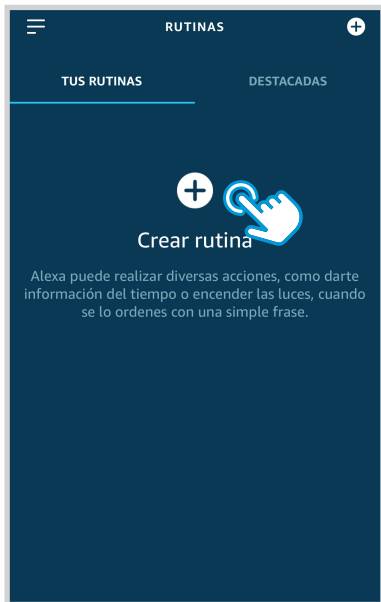 RUTINAS
TUS RUTINAS DESTACADAS
Crear rutina
Alexa puede realizar diversas acciones, como darte
información del tiempo o encender las luces, cuando
se lo ordenes con una simple frase.